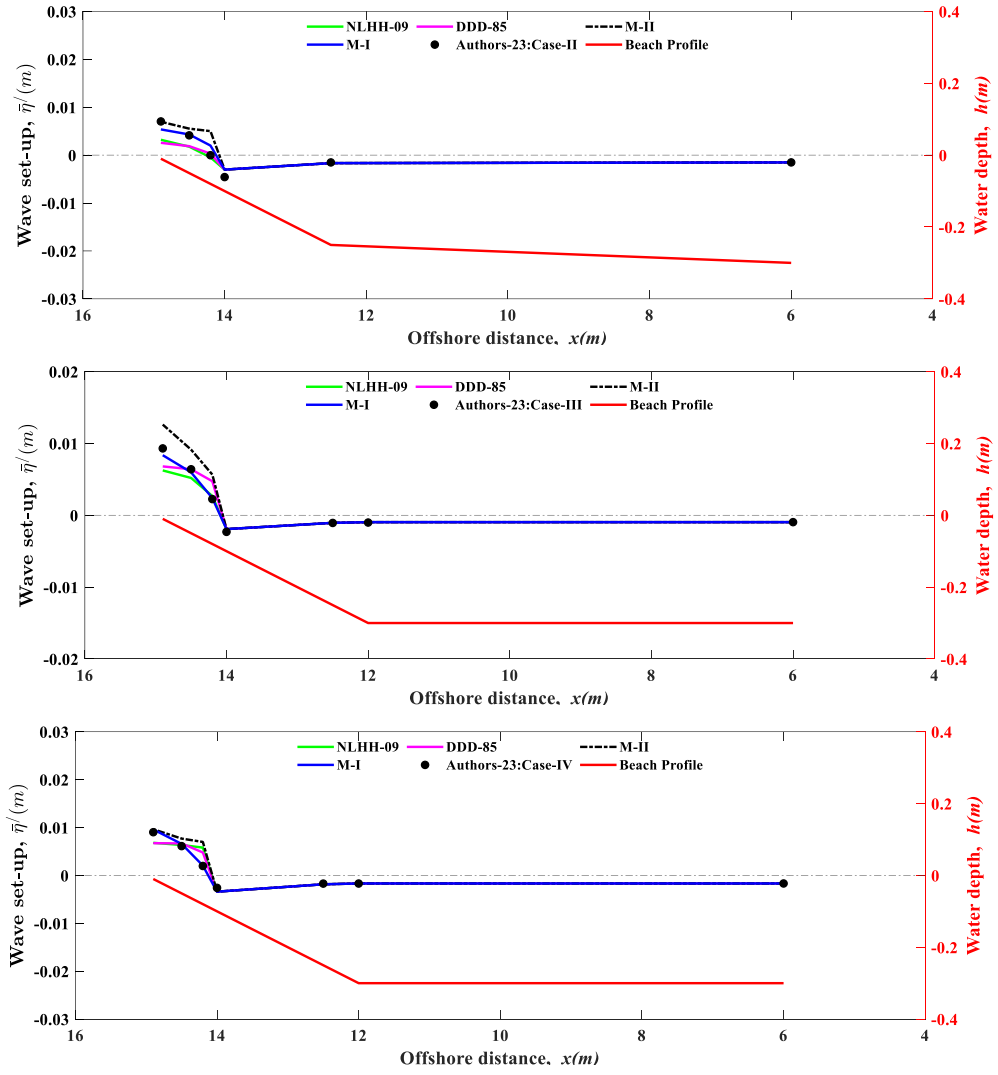 NLHH-09 DDD-85 M-II
M-I Authors-23:Case-II Beach Profile
0.03
0.02
0.01
0
-0.01
-0.02
-0.03
Wave set-up, η̄/(m)
0.4
0.2
0
-0.2
-0.4
Water depth, h(m)
16 14 12 10 8 6 4
Offshore distance, x(m)
NLHH-09 DDD-85 M-II
M-I Authors-23:Case-III Beach Profile
0.02
0.01
0
-0.01
-0.02
Wave set-up, η̄/(m)
0.4
0.2
0
-0.2
-0.4
Water depth, h(m)
16 14 12 10 8 6 4
Offshore distance, x(m)
NLHH-09 DDD-85 M-II
M-I Authors-23:Case-IV Beach Profile
0.03
0.02
0.01
0
-0.01
-0.02
-0.03
Wave set-up, η̄/(m)
0.4
0.2
0
-0.2
-0.4
Water depth, h(m)
16 14 12 10 8 6 4
Offshore distance, x(m)